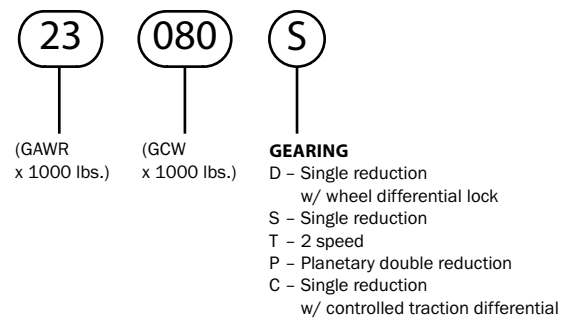 23 080 S
(GAWR
x 1000 lbs.)
(GCW
x 1000 lbs.)
GEARING
D – Single reduction
w/ wheel differential lock
S – Single reduction
T – 2 speed
P – Planetary double reduction
C – Single reduction
w/ controlled traction differential